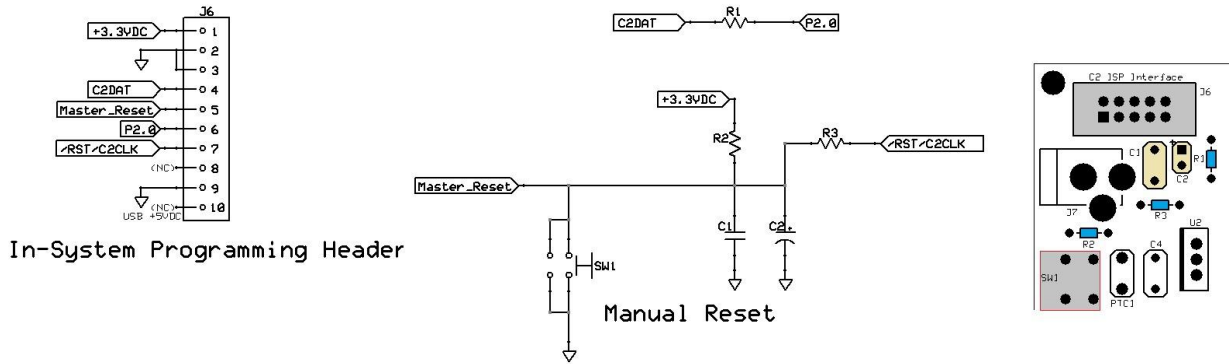 J6
+3.3VDC
1
2
3
C2DAT
4
Master_Reset
5
P2.0
6
/RST/C2CLK
7
(NC)
8
9
(NC)
10
USB +5VDC
In-System Programming Header
C2DAT
R1
P2.0
+3.3VDC
R2
R3
/RST/C2CLK
Master_Reset
SW1
C1
C2
+
Manual Reset
C2 ISP Interface
J6
C1
+
C2
R1
J7
R3
R2
C4
U2
SW1
PTC1